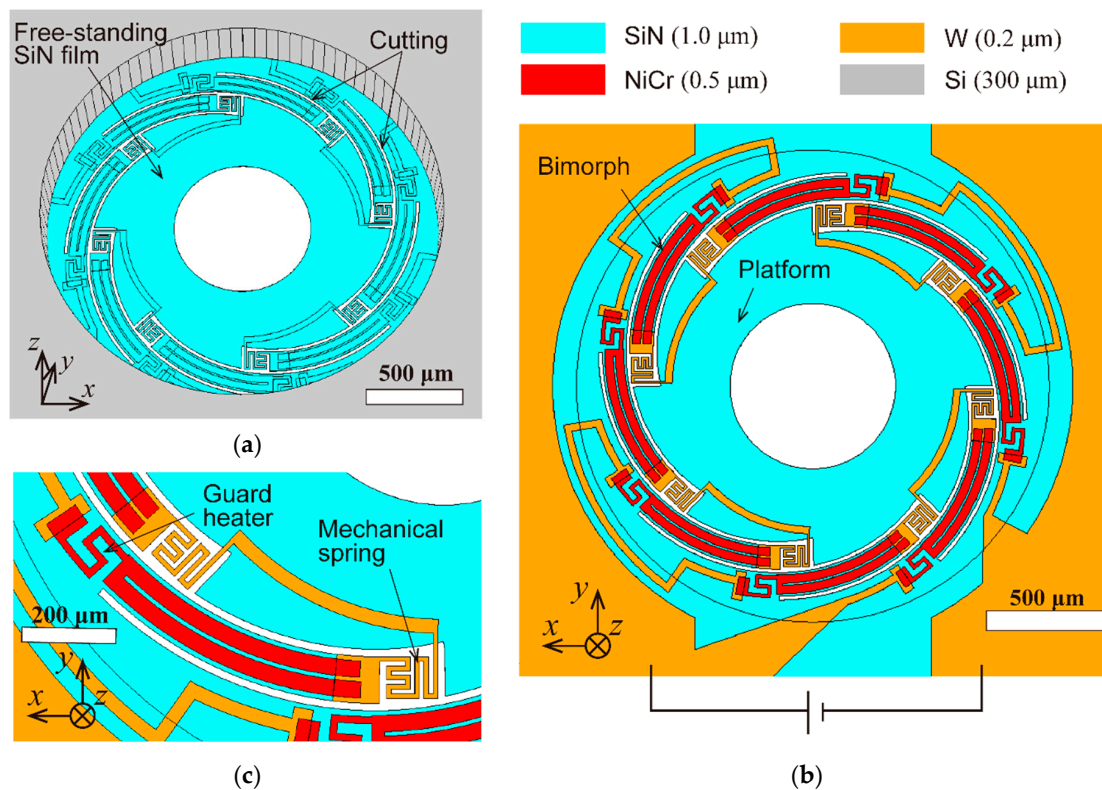 Free-standing
SiN film
Cutting
z
y
x
500 μm
(a)
SiN (1.0 μm)
W (0.2 μm)
NiCr (0.5 μm)
Si (300 μm)
Bimorph
Platform
y
x
z
500 μm
(b)
Guard
heater
Mechanical
spring
200 μm
y
x
z
(c)